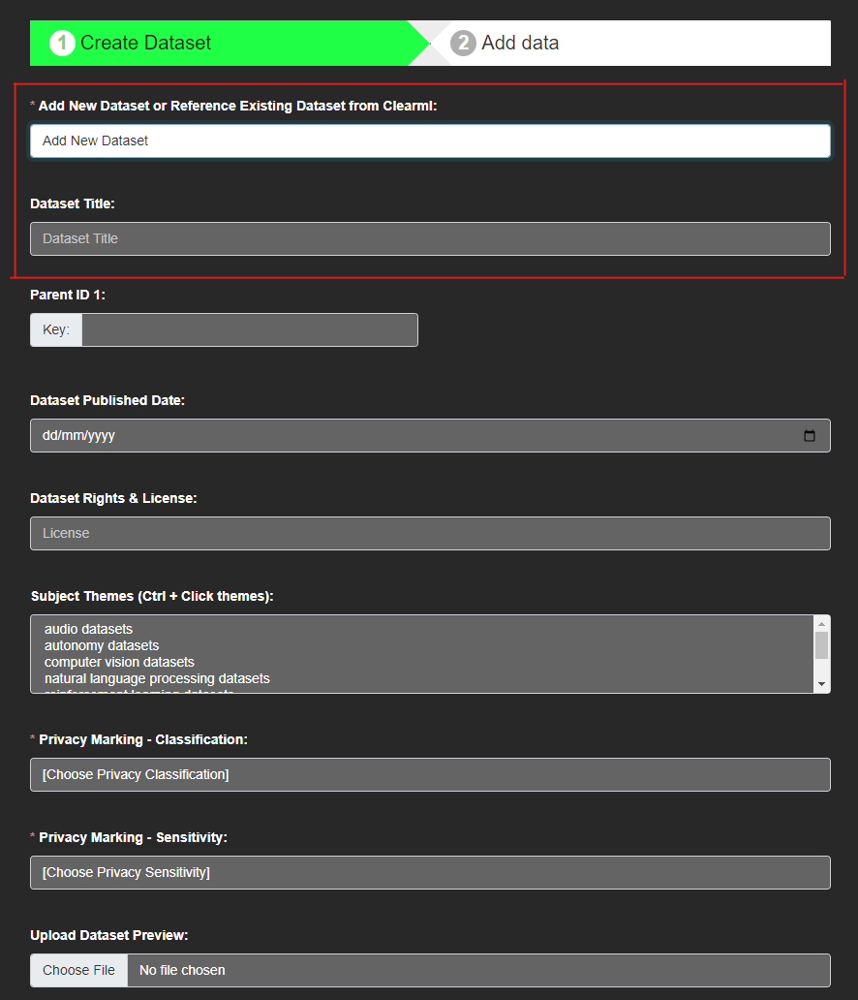 1 Create Dataset
2 Add data
* Add New Dataset or Reference Existing Dataset from Clearml:
Add New Dataset
Dataset Title:
Dataset Title
Parent ID 1:
Key:
Dataset Published Date:
dd/mm/yyyy
Dataset Rights & License:
License
Subject Themes (Ctrl + Click themes):
audio datasets
autonomy datasets
computer vision datasets
natural language processing datasets
reinforcement learning datasets
* Privacy Marking - Classification:
[Choose Privacy Classification]
* Privacy Marking - Sensitivity:
[Choose Privacy Sensitivity]
Upload Dataset Preview:
Choose File No file chosen